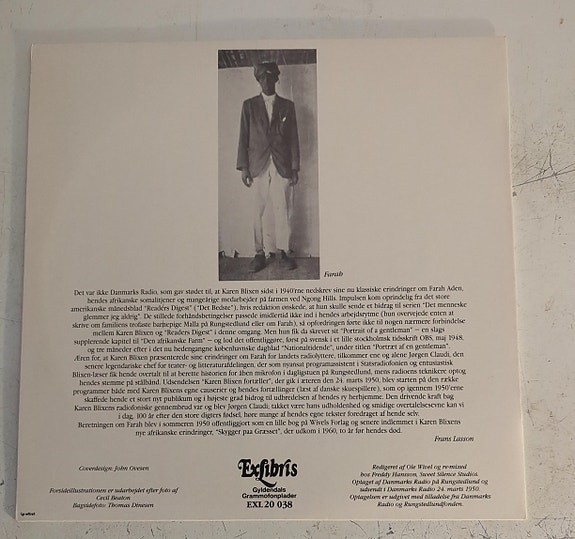 Farah
Det var ikke Danmarks Radio, som gav stødet til, at Karen Blixen sidst i 1940'rne nedskrev sine nu klassiske erindringer om Farah Aden,
hendes afrikanske somalitjener og mangeårige medarbejder på farmen ved Ngong Hills. Impulsen kom oprindelig fra det store
amerikanske månedsblad "Readers Digest" ("Det Bedste"), hvis redaktion ønskede, at hun skulle sende et bidrag til serien "Det menneske
glemmer jeg aldrig". De stillede forhåndsbetingelser passede imidlertid ikke ind i hendes arbejdsrytme (hun overvejede enten at
skrive om familiens trofaste barnepige Malla på Rungstedlund eller om Farah), så opfordringen førte ikke til nogen nærmere forbindelse
mellem Karen Blixen og "Readers Digest" i denne omgang. Men hun fik da skrevet sit "Portrait of a gentleman" – en slags
supplerende kapitel til "Den afrikanske Farm" – og lod det offentliggøre, først på svensk i et lille stockholmsk tidsskrift OBS, maj 1948,
og tre måneder efter i det nu hedengangne københavnske dagblad "Nationaltidende", under titlen "Portræt af en gentleman".
Æren for, at Karen Blixen præsenterede sine erindringer om Farah for landets radiolyttere, tilkommer ene og alene Jørgen Claudi, den
senere legendariske chef for teater- og litteraturafdelingen, der som nyansat programassistent i Statsradiofonien og entusiastisk
Blixen-læser fik hende overtalt til at berette historien for åben mikrofon i dagligstuen på Rungstedlund, mens radioens teknikere optog
hendes stemme på stålbånd. Udsendelsen "Karen Blixen fortæller", der gik i æteren den 24. marts 1950, blev starten på den række
programmer både med Karen Blixens egne causerier og hendes fortællinger (læst af danske skuespillere), som gennem 1950'erne
skaffede hende et stort nyt publikum og i højeste grad bidrog til udbredelsen af hendes ry herhjemme. Den drivende kraft bag
Karen Blixens radiofoniske gennembrud var og blev Jørgen Claudi; takket være hans udholdenhed og smidige overtalelsesevne kan vi
i dag, 100 år efter den store digters fødsel, høre mange af hendes egne tekster foredraget af hende selv.
Beretningen om Farah blev i sommeren 1950 offentliggjort som en lille bog på Wivels Forlag og senere indlemmet i Karen Blixens
nye afrikanske erindringer, "Skygger paa Græsset", der udkom i 1960, to år før hendes død.
Frans Lasson
Coverdesign: John Ovesen
Forsideillustrationen er udarbejdet efter foto af
Cecil Beaton
Bagsidefoto: Thomas Dinesen
Exlibris
Gyldendals
Grammofonplader
EXL 20 038
Redigeret af Ole Wivel og re-mixed
hos Freddy Hansson, Sweet Silence Studios.
Optaget af Danmarks Radio på Rungstedlund og
udsendt i Danmarks Radio 24. marts 1950.
Optagelsen er udgivet med tilladelse fra Danmarks
Radio og Rungstedlundfonden.